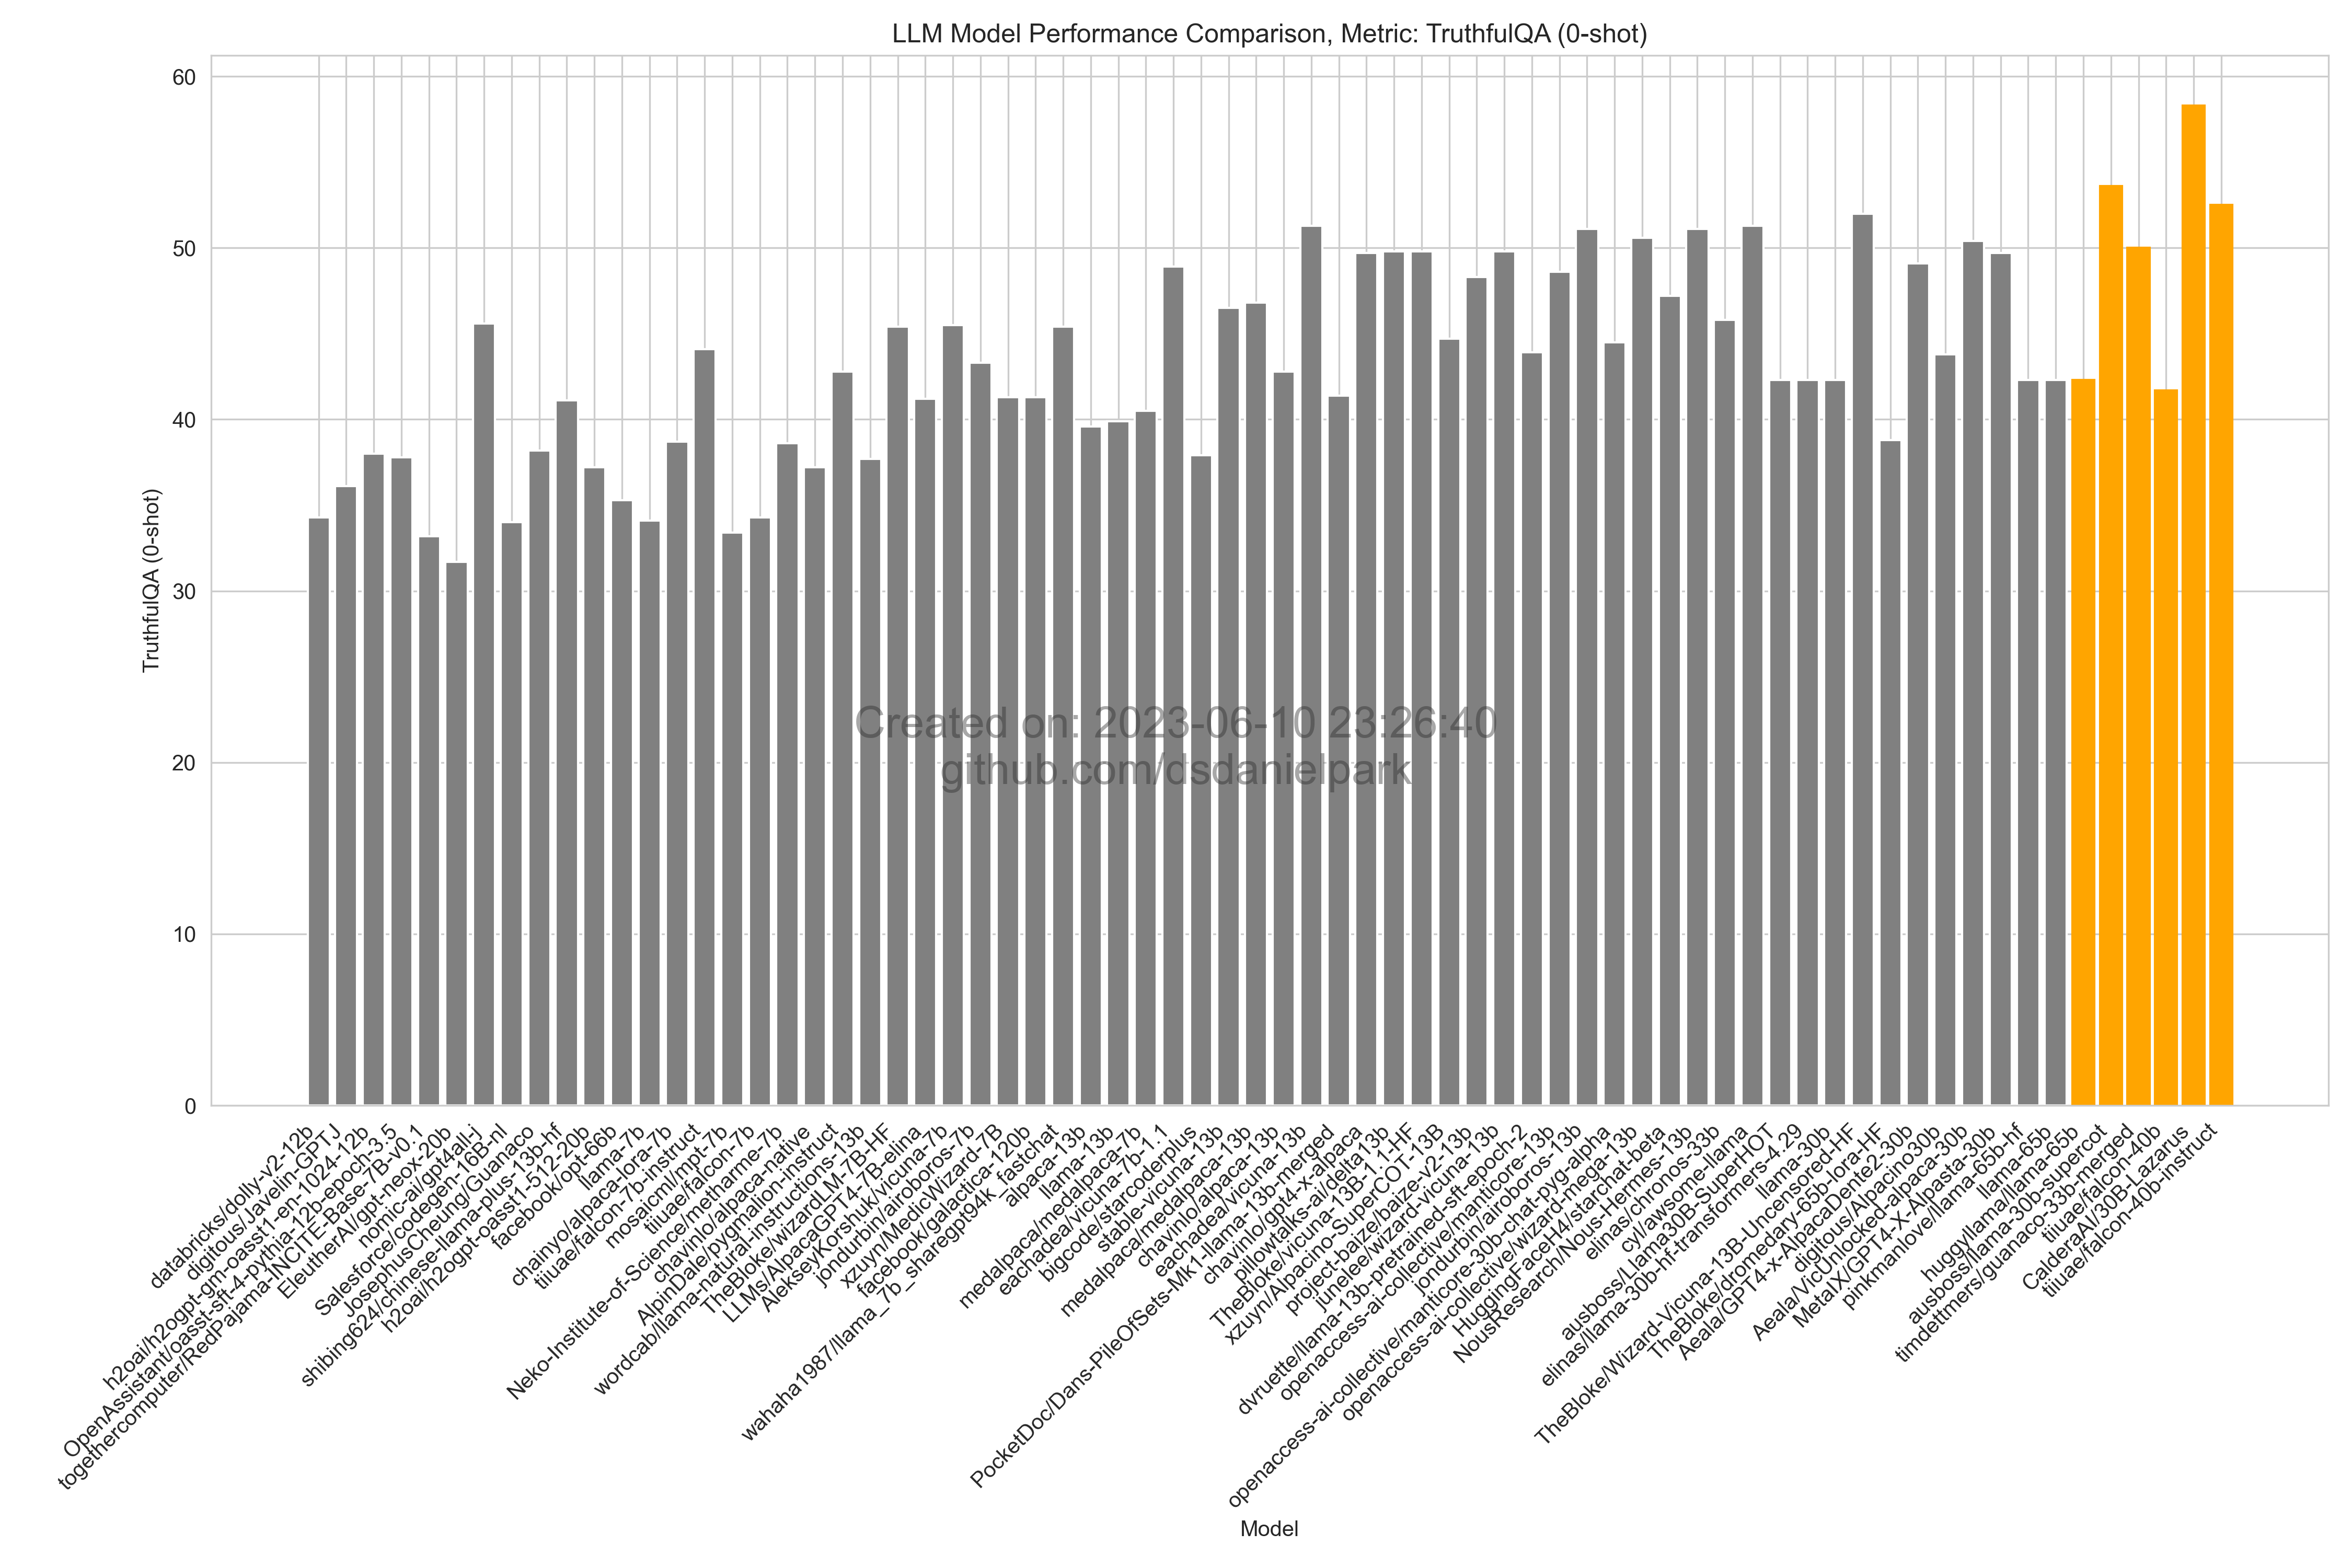 LLM Model Performance Comparison, Metric: TruthfulQA (0-shot)
TruthfulQA (0-shot)
60
50
40
30
20
10
0
Created on: 2023-06-10 23:26:40
github.com/dsdanielpark
databricks/dolly-v2-12b
digitous/Javelin-GPTJ
h2oai/h2ogpt-gm-oasst1-en-1024-12b
OpenAssistant/oasst-sft-4-pythia-12b-epoch-3.5
togethercomputer/RedPajama-INCITE-Base-7B-v0.1
EleutherAI/gpt-neox-20b
nomic-ai/gpt4all-j
Salesforce/codegen-16B-nl
JosephusCheung/Guanaco
shibing624/chinese-llama-plus-13b-hf
h2oai/h2ogpt-oasst1-512-20b
facebook/opt-66b
llama-7b
chainyo/alpaca-lora-7b
tiiuae/falcon-7b-instruct
mosaicml/mpt-7b
tiiuae/falcon-7b
Neko-Institute-of-Science/metharme-7b
chavinlo/alpaca-native
AlpinDale/pygmalion-instruct
wordcab/llama-natural-instructions-13b
TheBloke/wizardLM-7B-HF
LLMs/AlpacaGPT4-7B-elina
AlekseyKorshuk/vicuna-7b
jondurbin/airoboros-7b
xzuyn/MedicWizard-7B
facebook/galactica-120b
wahaha1987/llama_7b_sharegpt94k_fastchat
alpaca-13b
llama-13b
medalpaca/medalpaca-7b
eachadea/vicuna-7b-1.1
bigcode/starcoderplus
stable-vicuna-13b
medalpaca/medalpaca-13b
chavinlo/alpaca-13b
eachadea/vicuna-13b
PocketDoc/Dans-PileOfSets-Mk1-llama-13b-merged
chavinlo/gpt4-x-alpaca
pillowtalks-ai/delta13b
TheBloke/vicuna-13B-1.1-HF
xzuyn/Alpacino-SuperCOT-13B
project-baize/baize-v2-13b
junelee/wizard-vicuna-13b
dvruette/llama-13b-pretrained-sft-epoch-2
openaccess-ai-collective/manticore-13b
jondurbin/airoboros-13b
openaccess-ai-collective/manticore-30b-chat-pyg-alpha
openaccess-ai-collective/wizard-mega-13b
HuggingFaceH4/starchat-beta
NousResearch/Nous-Hermes-13b
elinas/chronos-33b
cyl/awsome-llama
ausboss/Llama30B-SuperHOT
elinas/llama-30b-hf-transformers-4.29
llama-30b
TheBloke/Wizard-Vicuna-13B-Uncensored-HF
TheBloke/dromedary-65b-lora-HF
Aeala/GPT4-x-AlpacaDente2-30b
digitous/Alpacino30b
Aeala/VicUnlocked-alpaca-30b
MetaIX/GPT4-X-Alpasta-30b
pinkmanlove/llama-65b-hf
llama-65b
huggyllama/llama-65b
ausboss/llama-30b-supercot
timdettmers/guanaco-33b-merged
tiiuae/falcon-40b
CalderaAI/30B-Lazarus
tiiuae/falcon-40b-instruct
Model